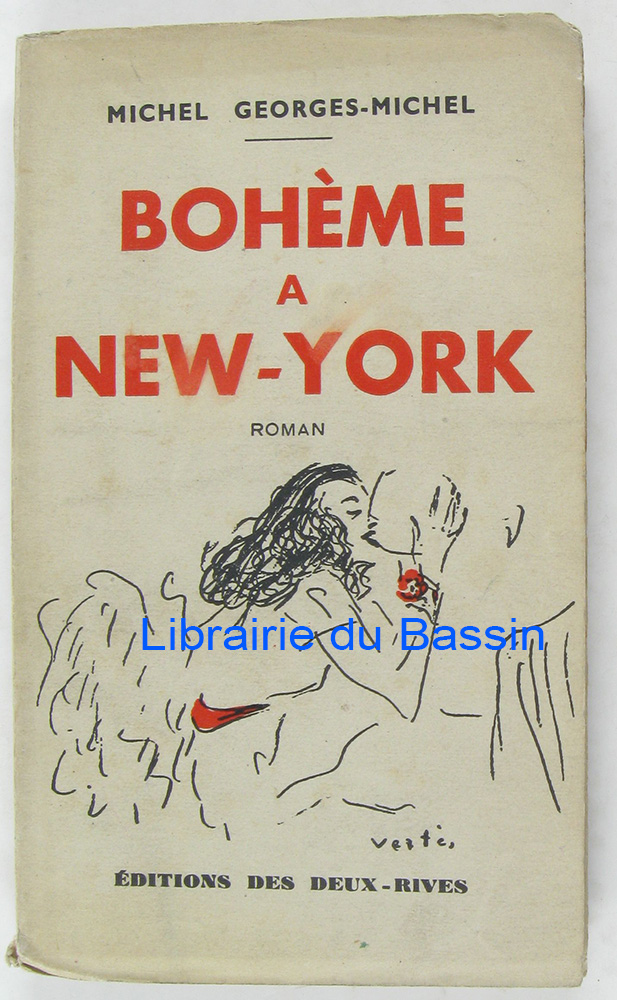 MICHEL GEORGES-MICHEL
BOHÈME
A
NEW-YORK
ROMAN
Librairie du Bassin
vertès
ÉDITIONS DES DEUX-RIVES